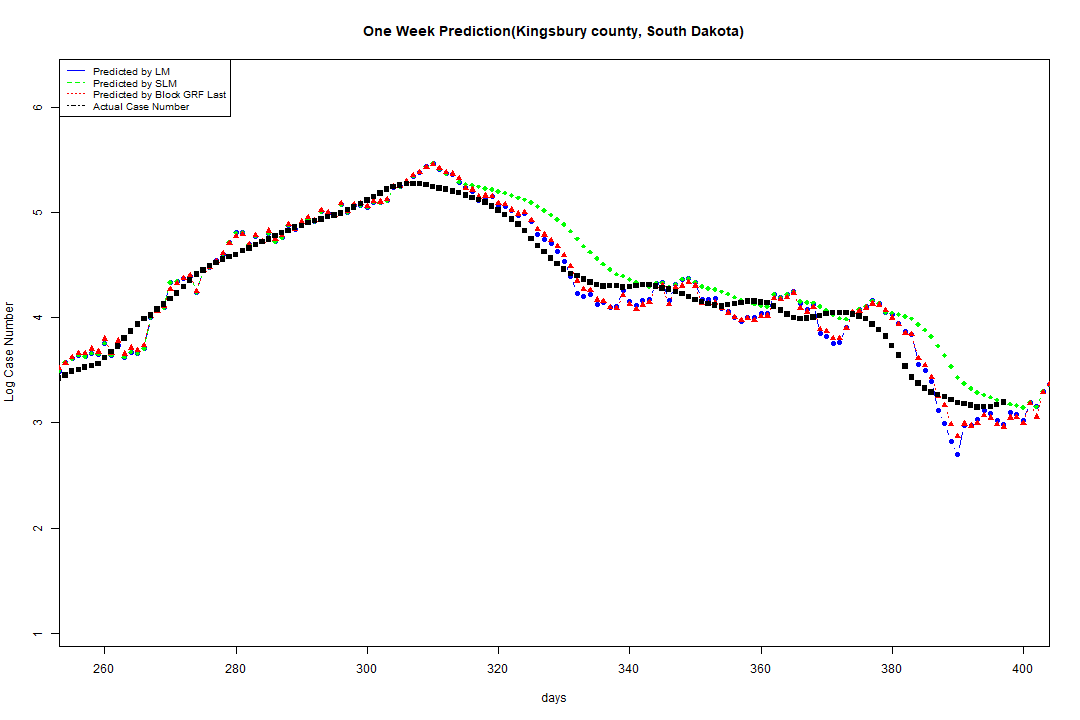 One Week Prediction(Kingsbury county, South Dakota)
Predicted by LM
Predicted by SLM
Predicted by Block GRF Last
Actual Case Number
6
5
4
3
2
1
Log Case Number
260 280 300 320 340 360 380 400
days